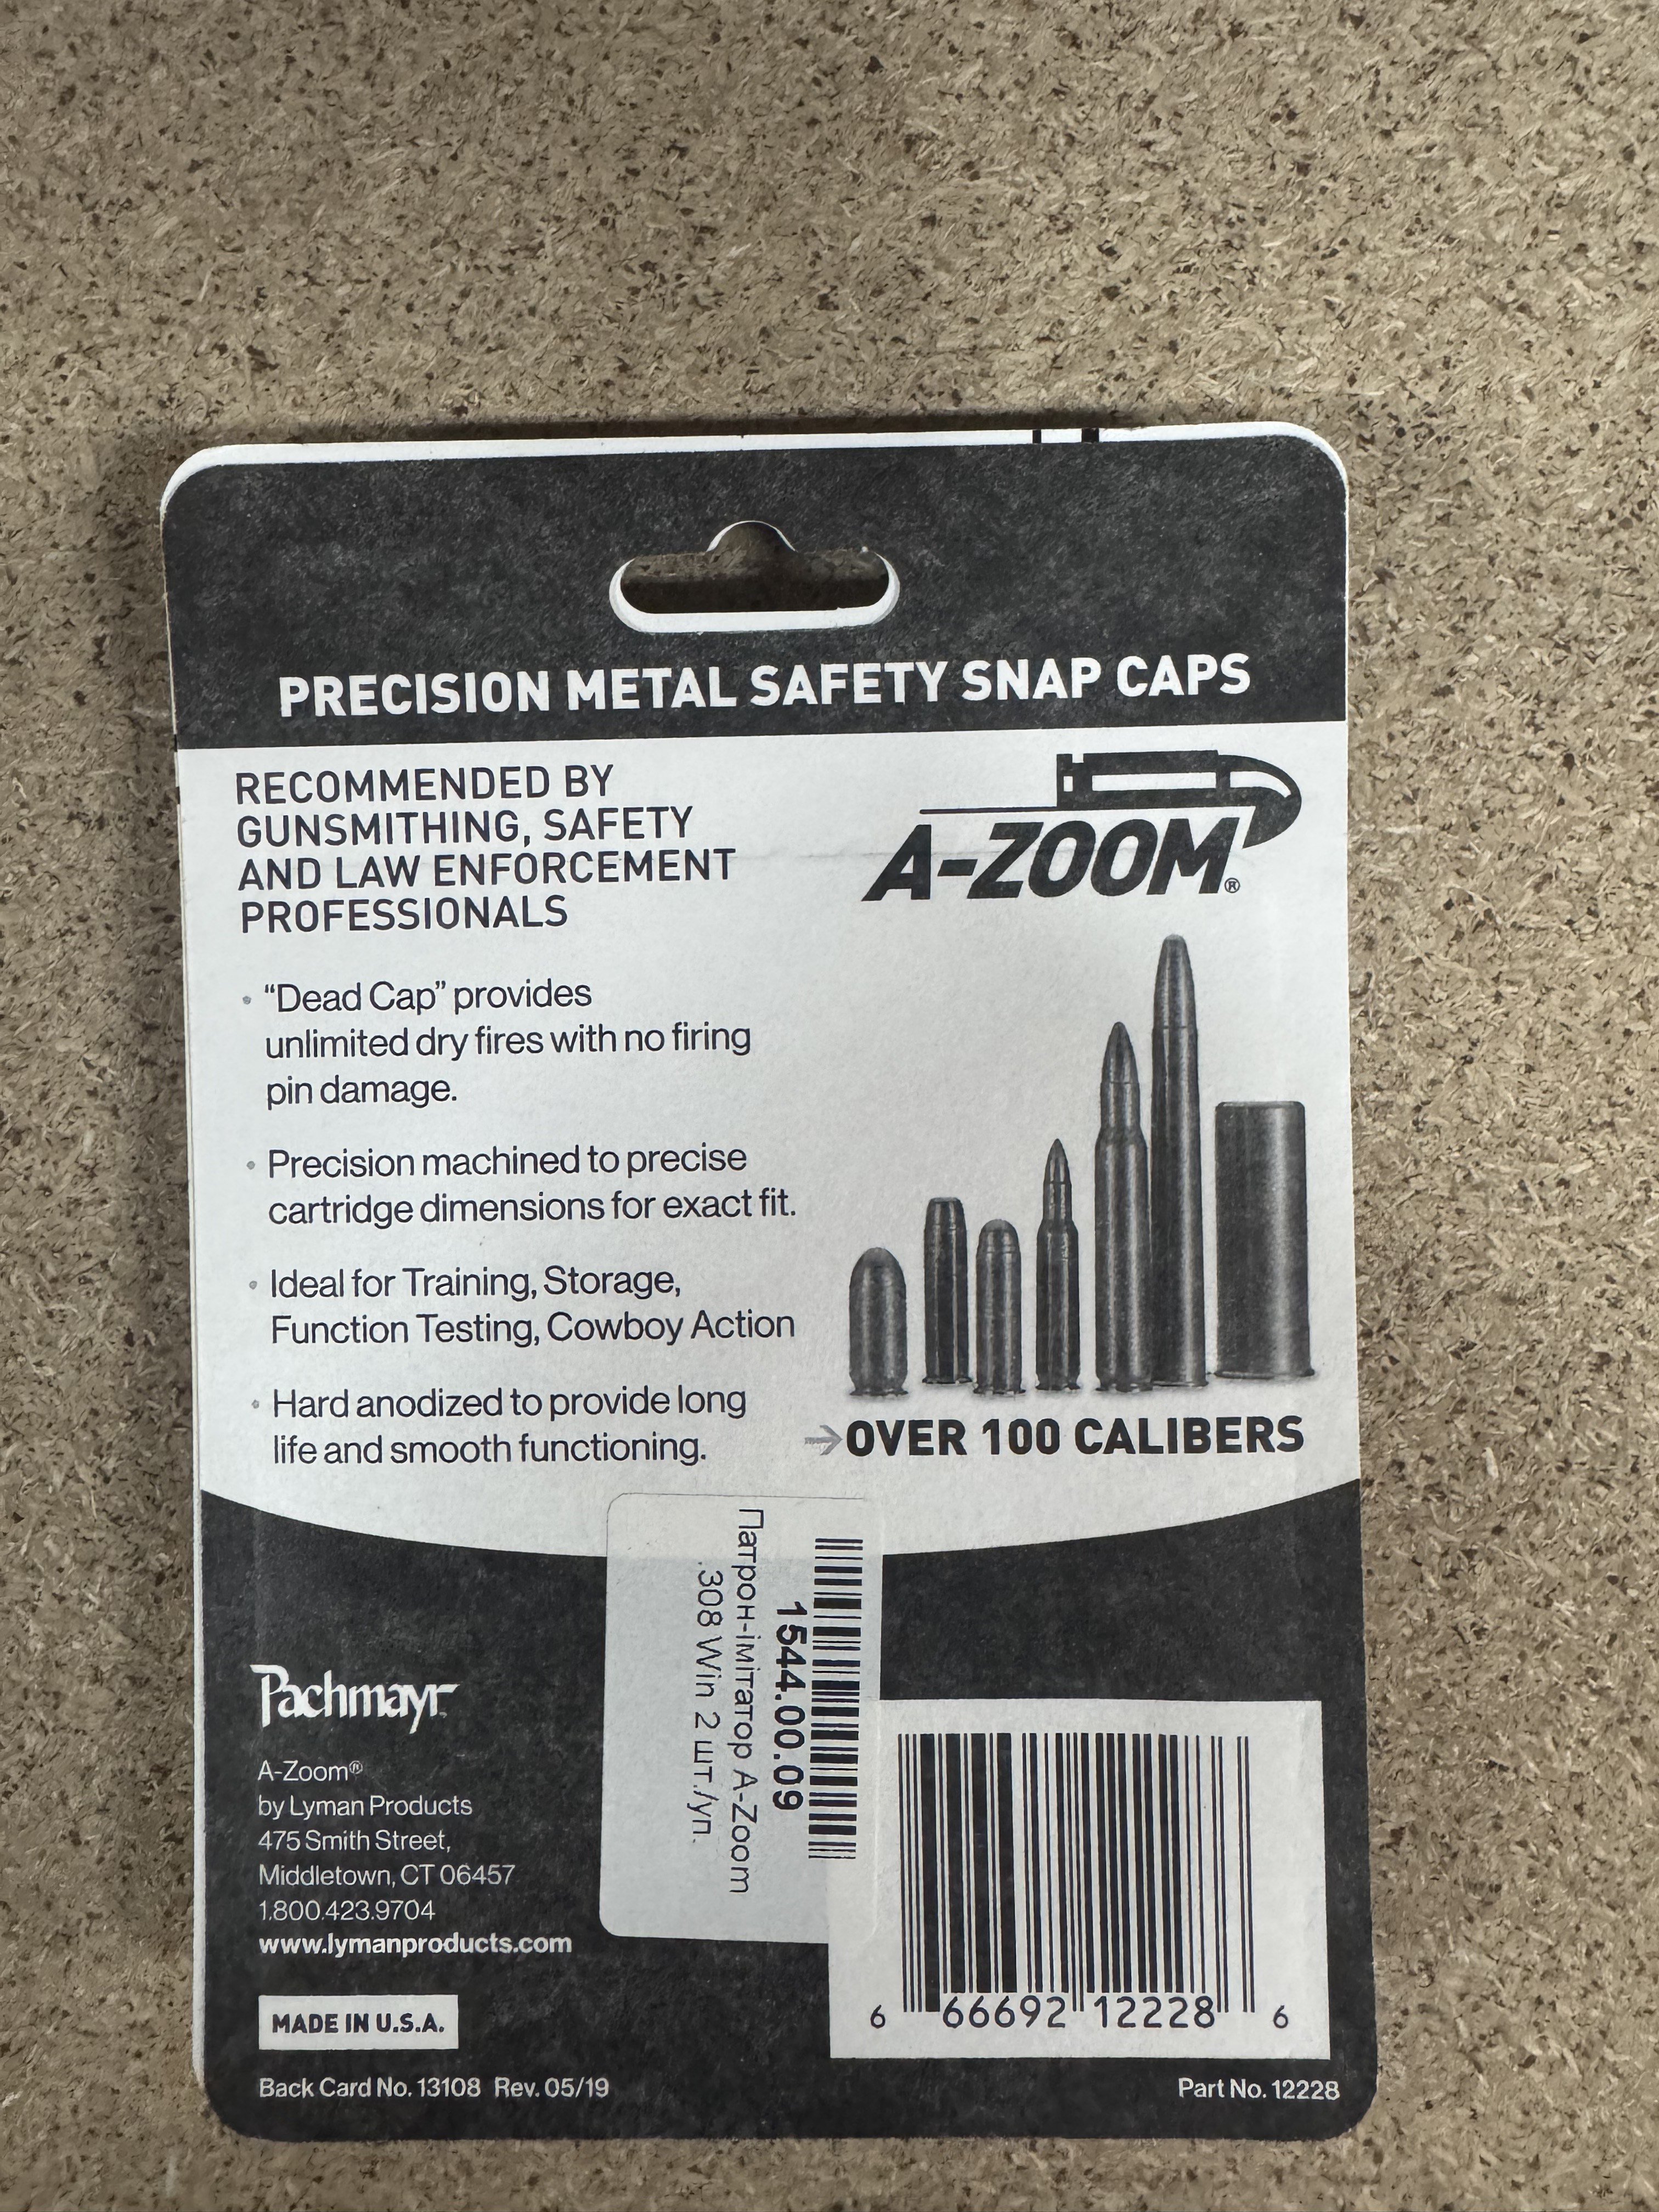 PRECISION METAL SAFETY SNAP CAPS
RECOMMENDED BY
GUNSMITHING, SAFETY
AND LAW ENFORCEMENT
PROFESSIONALS
A-ZOOM®
• “Dead Cap” provides
unlimited dry fires with no firing
pin damage.
• Precision machined to precise
cartridge dimensions for exact fit.
• Ideal for Training, Storage,
Function Testing, Cowboy Action
• Hard anodized to provide long
life and smooth functioning.
OVER 100 CALIBERS
1544.00.09
Патрон-імітатор A-Zoom
.308 Win 2 шт./уп.
Pachmayr
A-Zoom®
by Lyman Products
475 Smith Street,
Middletown, CT 06457
1.800.423.9704
www.lymanproducts.com
MADE IN U.S.A.
6 66692 12228 6
Back Card No. 13108 Rev. 05/19
Part No. 12228